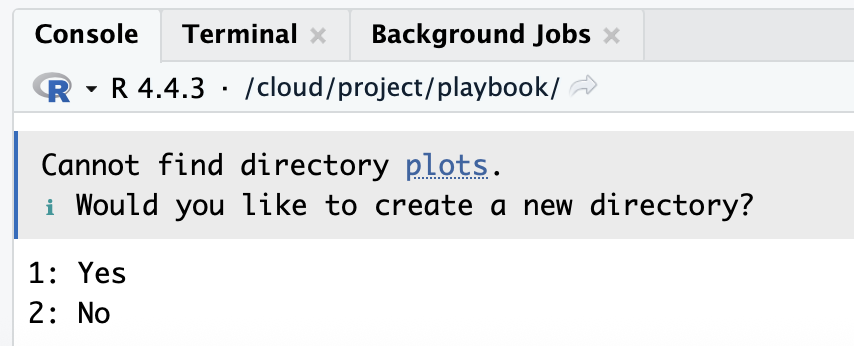 Console Terminal × Background Jobs ×
R R 4.4.3 · /cloud/project/playbook/
Cannot find directory plots.
i Would you like to create a new directory?
1: Yes
2: No